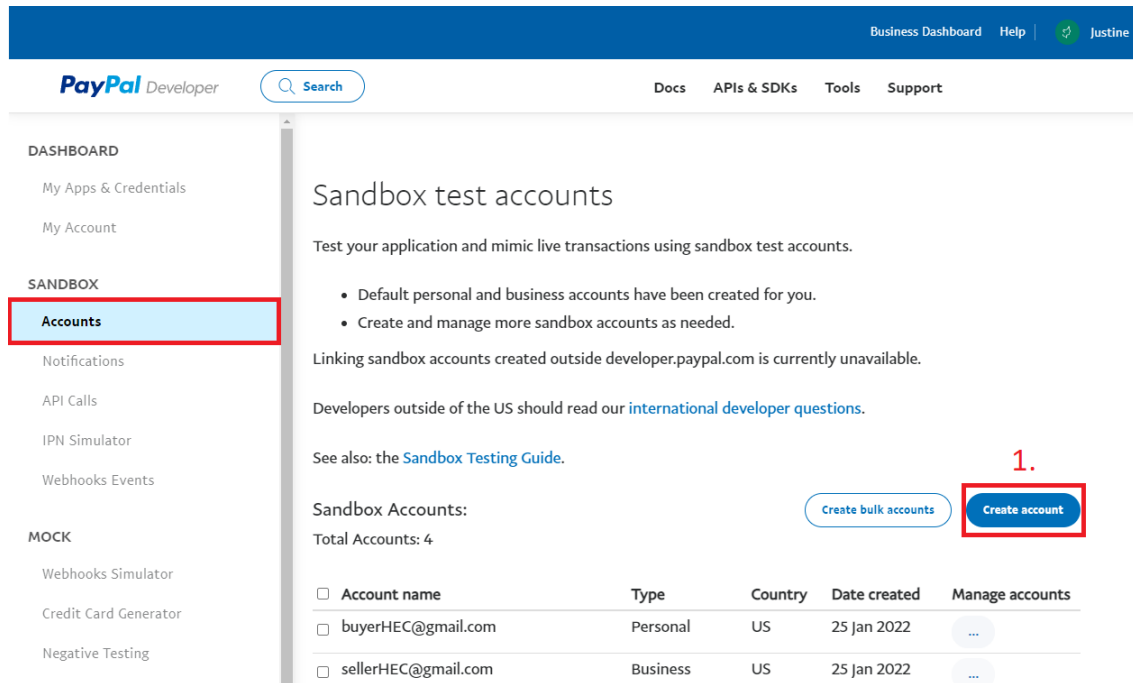 Business Dashboard Help Justine
PayPal Developer Search Docs APIs & SDKs Tools Support
DASHBOARD
My Apps & Credentials
My Account
SANDBOX
Accounts
Notifications
API Calls
IPN Simulator
Webhooks Events
MOCK
Webhooks Simulator
Credit Card Generator
Negative Testing
Sandbox test accounts
Test your application and mimic live transactions using sandbox test accounts.
• Default personal and business accounts have been created for you.
• Create and manage more sandbox accounts as needed.
Linking sandbox accounts created outside developer.paypal.com is currently unavailable.
Developers outside of the US should read our international developer questions.
See also: the Sandbox Testing Guide.
1.
Sandbox Accounts: Create bulk accounts Create account
Total Accounts: 4
Account name Type Country Date created Manage accounts
buyerHEC@gmail.com Personal US 25 Jan 2022 ...
sellerHEC@gmail.com Business US 25 Jan 2022 ...